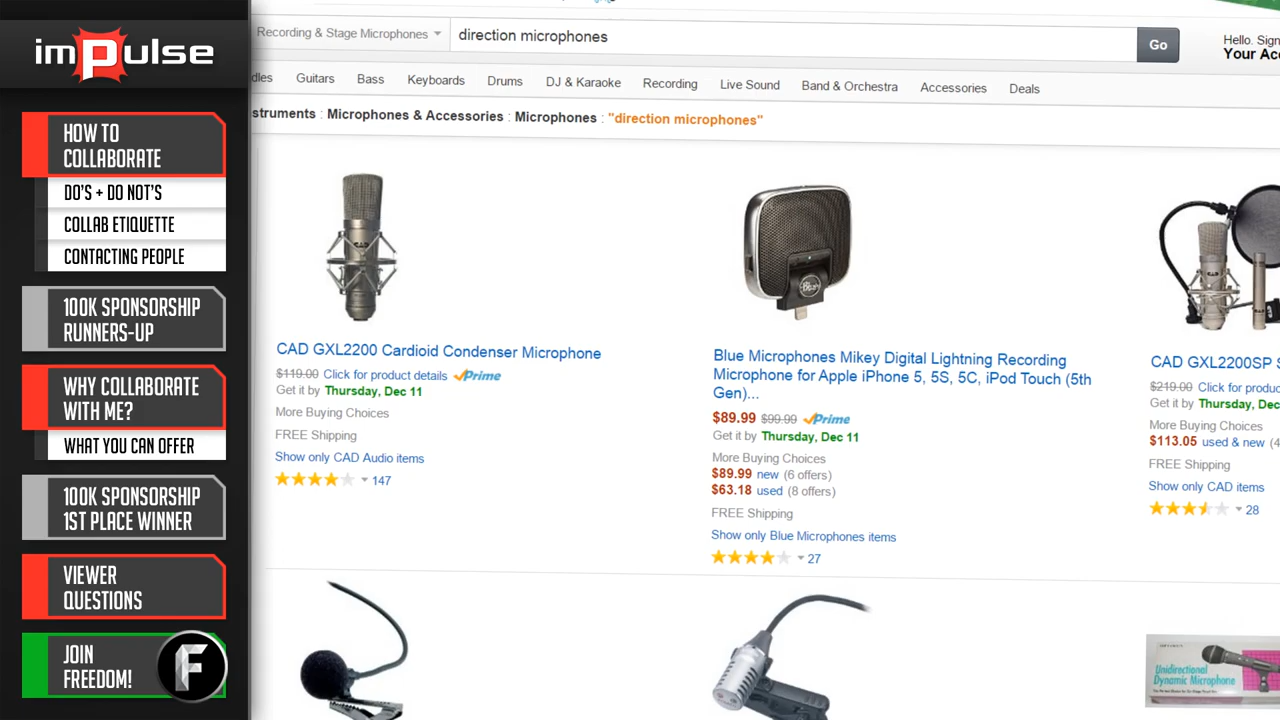 imPulse
HOW TO
COLLABORATE
DO'S + DO NOT'S
COLLAB ETIQUETTE
CONTACTING PEOPLE
100K SPONSORSHIP
RUNNERS-UP
WHY COLLABORATE
WITH ME?
WHAT YOU CAN OFFER
100K SPONSORSHIP
1ST PLACE WINNER
VIEWER
QUESTIONS
JOIN
FREEDOM!
F
Recording & Stage Microphones
direction microphones
Go
Hello. Sign
Your Acc
dles Guitars Bass Keyboards Drums DJ & Karaoke Recording Live Sound Band & Orchestra Accessories Deals
struments : Microphones & Accessories : Microphones : "direction microphones"
CAD GXL2200 Cardioid Condenser Microphone
$119.00 Click for product details Prime
Get it by Thursday, Dec 11
More Buying Choices
FREE Shipping
Show only CAD Audio items
147
Blue Microphones Mikey Digital Lightning Recording
Microphone for Apple iPhone 5, 5S, 5C, iPod Touch (5th
Gen)...
$89.99 $99.99 Prime
Get it by Thursday, Dec 11
More Buying Choices
$89.99 new (6 offers)
$63.18 used (8 offers)
FREE Shipping
Show only Blue Microphones items
27
CAD GXL2200SP S
$219.00 Click for produc
Get it by Thursday, Dec
More Buying Choices
$113.05 used & new (4
FREE Shipping
Show only CAD items
28
Unidirectional
Dynamic Microphone